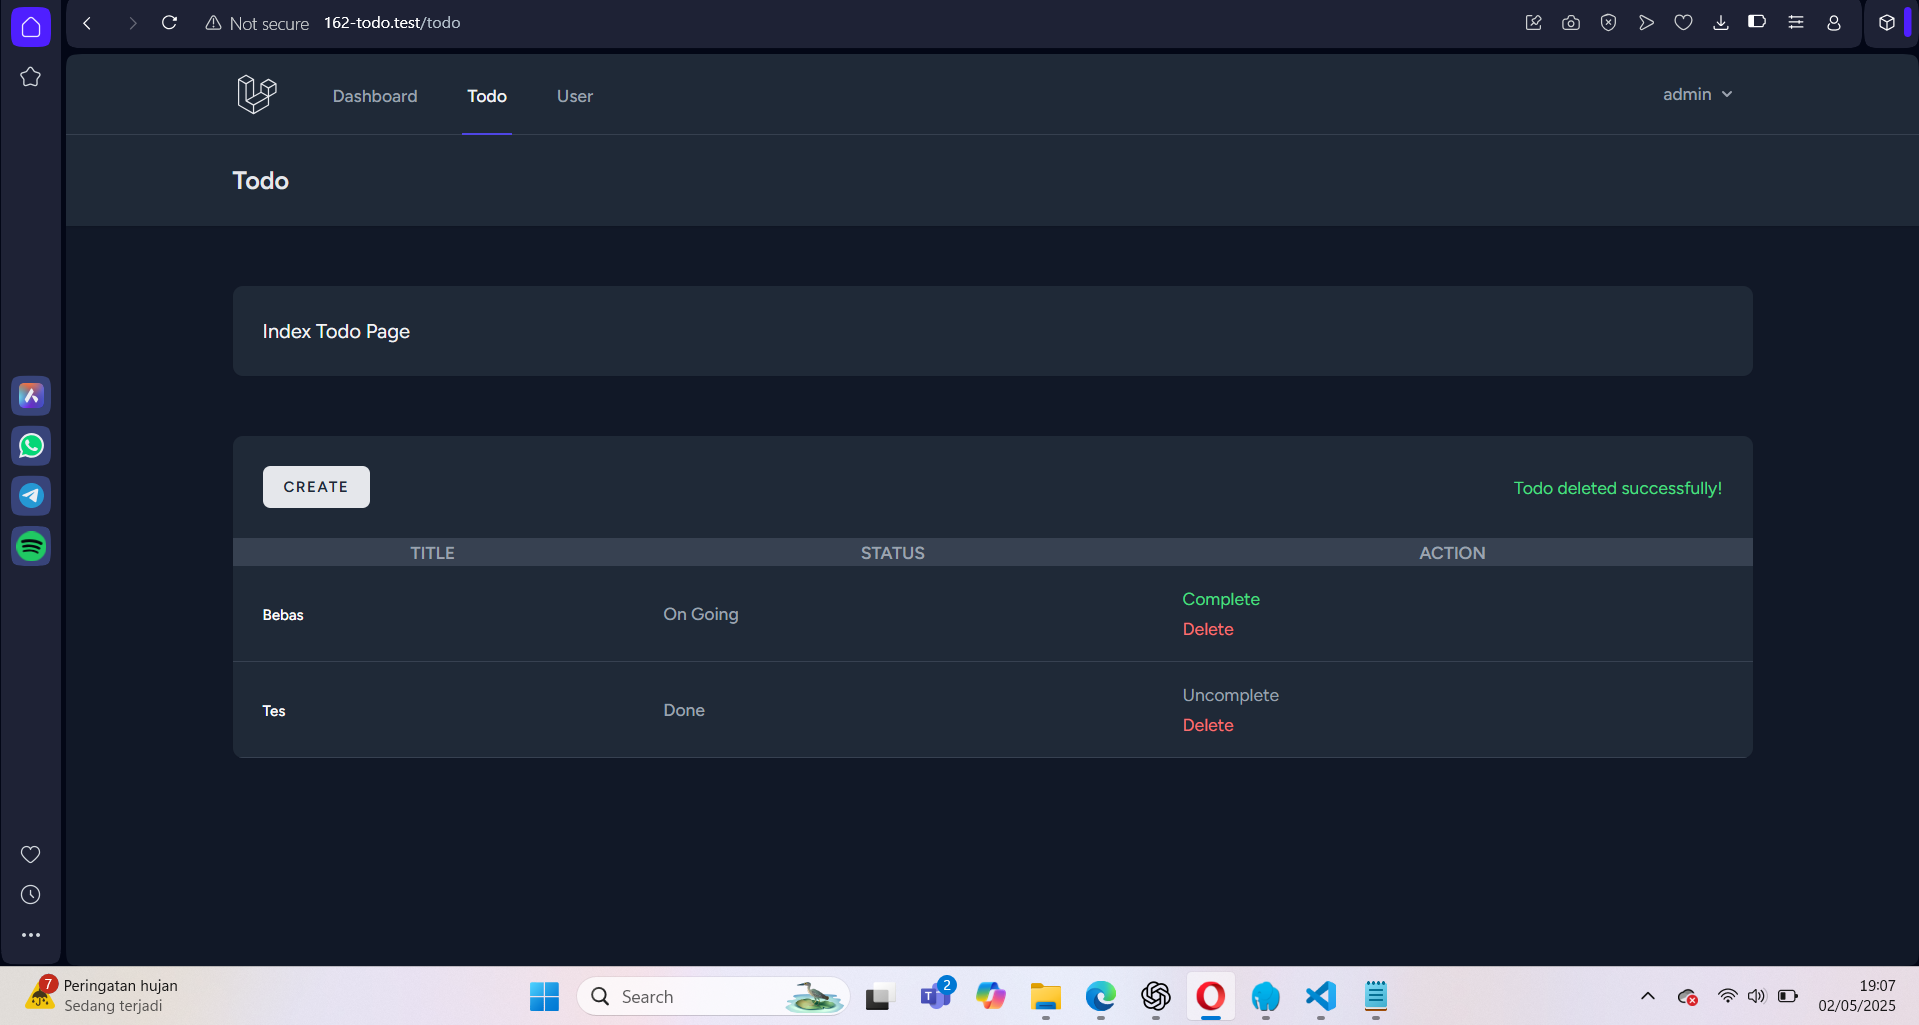 Not secure 162-todo.test/todo
Dashboard Todo User admin
Todo
Index Todo Page
CREATE Todo deleted successfully!
TITLE STATUS ACTION
Bebas On Going Complete
Delete
Tes Done Uncomplete
Delete
7 Peringatan hujan
Sedang terjadi
Search
T 2
19:07
02/05/2025